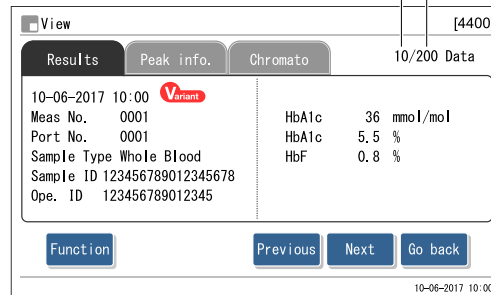 View [4400
Results Peak info. Chromato 10/200 Data
10-06-2017 10:00 Variant
Meas No. 0001
Port No. 0001
Sample Type Whole Blood
Sample ID 123456789012345678
Ope. ID 123456789012345
HbA1c 36 mmol/mol
HbA1c 5.5 %
HbF 0.8 %
Function Previous Next Go back
10-06-2017 10:00